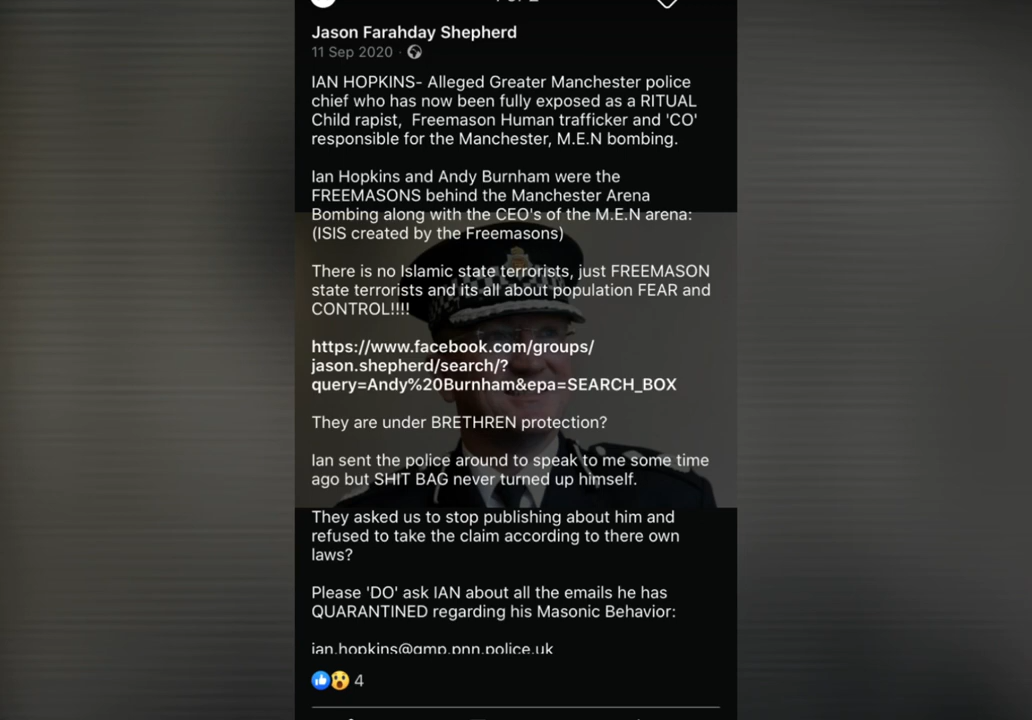 Jason Farahday Shepherd
11 Sep 2020 ·
IAN HOPKINS- Alleged Greater Manchester police
chief who has now been fully exposed as a RITUAL
Child rapist, Freemason Human trafficker and 'CO'
responsible for the Manchester, M.E.N bombing.
Ian Hopkins and Andy Burnham were the
FREEMASONS behind the Manchester Arena
Bombing along with the CEO's of the M.E.N arena:
(ISIS created by the Freemasons)
There is no Islamic state terrorists, just FREEMASON
state terrorists and its all about population FEAR and
CONTROL!!!!
https://www.facebook.com/groups/
jason.shepherd/search/?
query=Andy%20Burnham&epa=SEARCH_BOX
They are under BRETHREN protection?
Ian sent the police around to speak to me some time
ago but SHIT BAG never turned up himself.
They asked us to stop publishing about him and
refused to take the claim according to there own
laws?
Please 'DO' ask IAN about all the emails he has
QUARANTINED regarding his Masonic Behavior:
ian.hopkins@gmp.pnn.police.uk
4